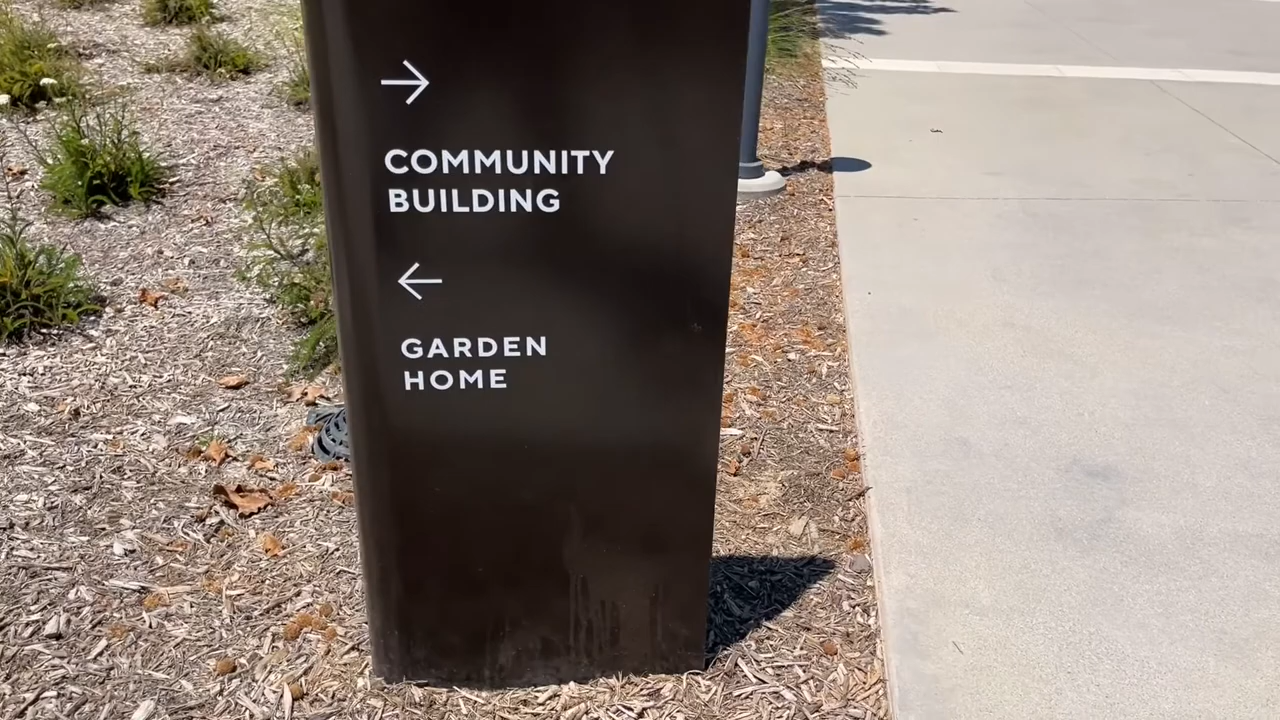 →
COMMUNITY
BUILDING
←
GARDEN
HOME